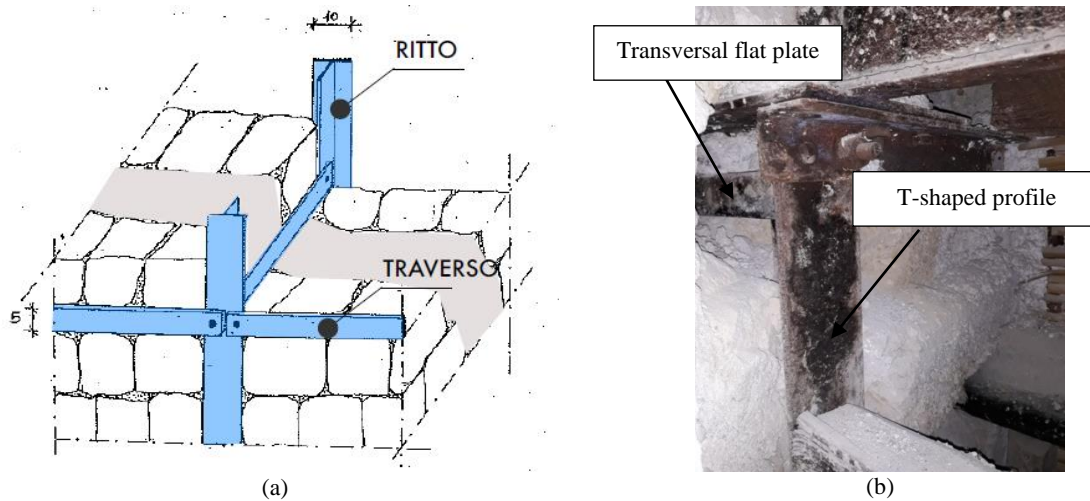 10
RITTO
TRAVERSO
5
(a)
Transversal flat plate
T-shaped profile
(b)